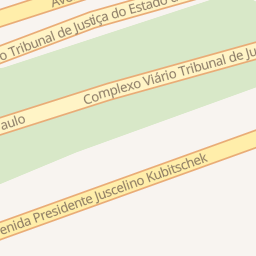 Av
o Tribunal de Justiça do Estado d
Complexo Viário Tribunal de Ju
aulo
enida Presidente Juscelino Kubitschek